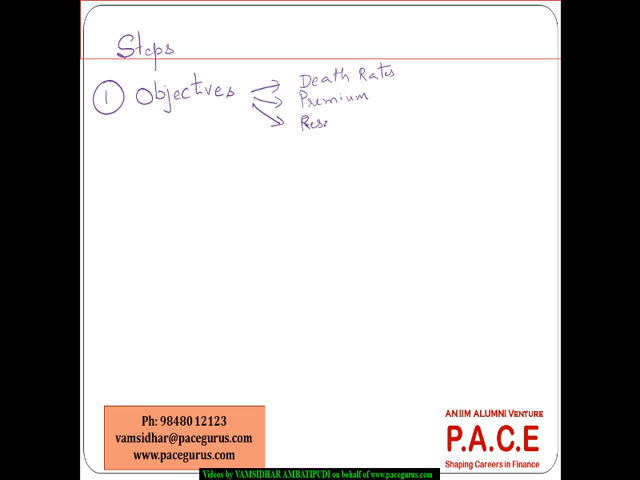 Steps
1 Objectives
Death Rates
Premium
Res
Ph: 98480 12123
vamsidhar@pacegurus.com
www.pacegurus.com
AN IIM ALUMNI VENTURE
P.A.C.E
Shaping Careers in Finance
Videos by VAMSIDHAR AMBATIPUDI on behalf of www.pacegurus.com